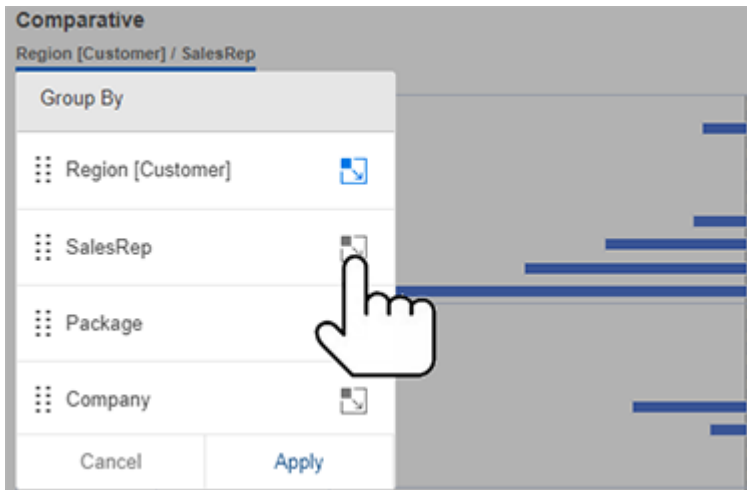 Comparative
Region [Customer] / SalesRep
Group By
Region [Customer]
SalesRep
Package
Company
Cancel Apply